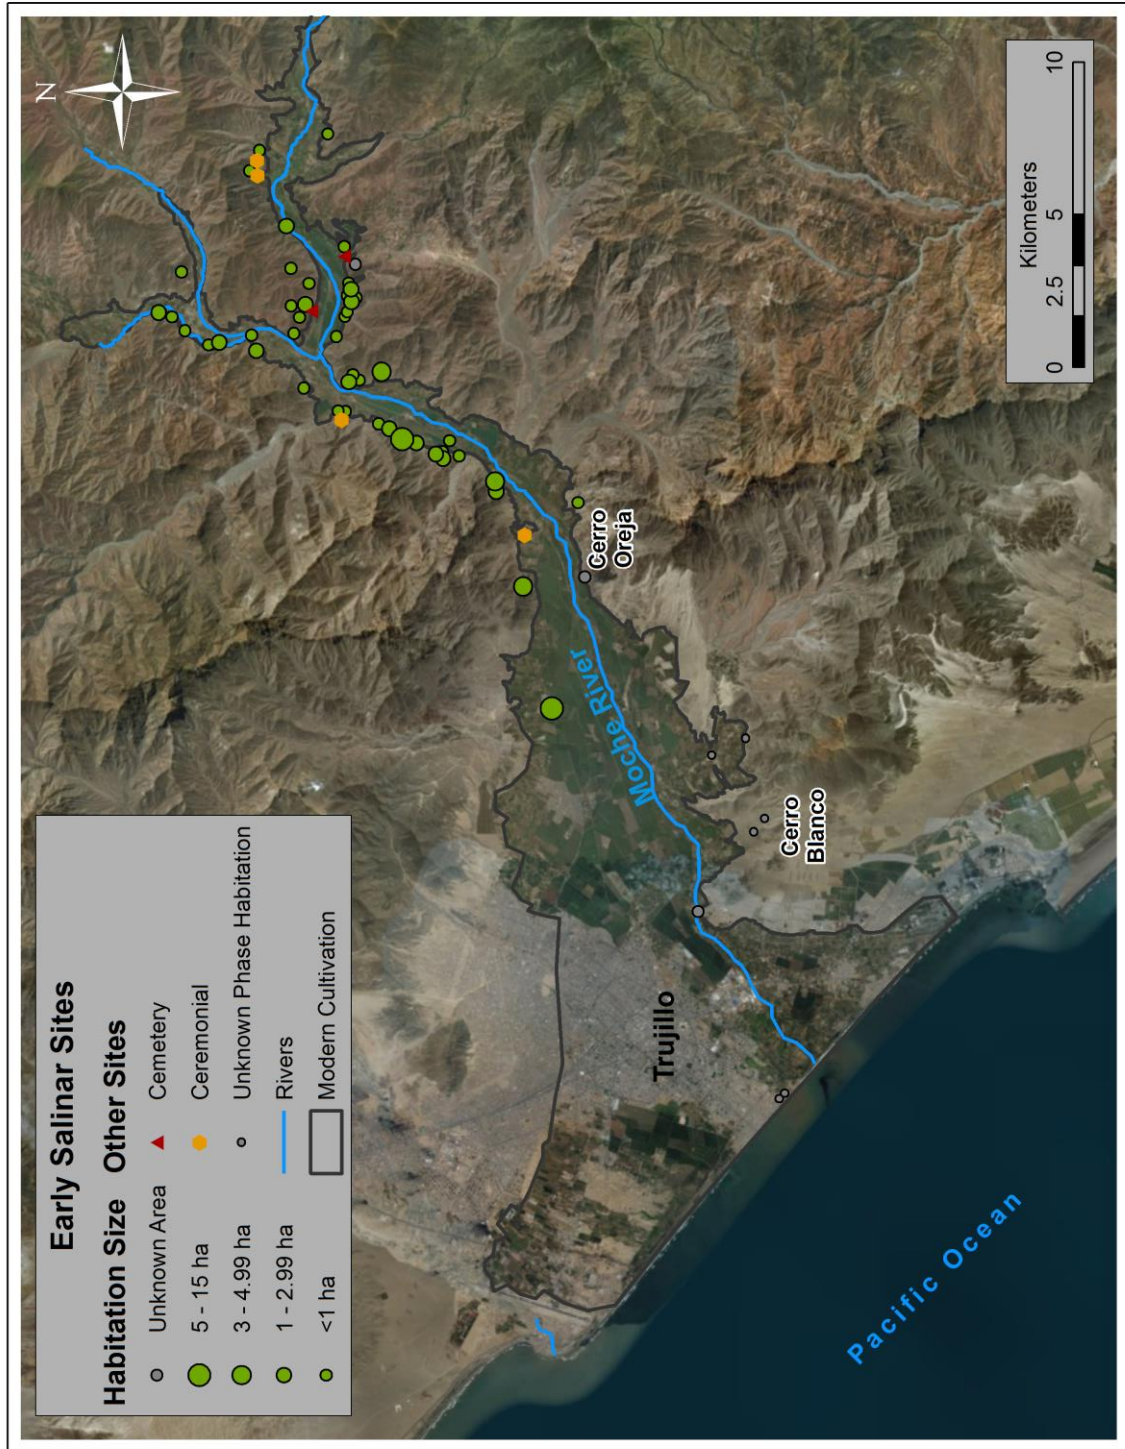 Early Salinar Sites
Habitation Size
Unknown Area
5 - 15 ha
3 - 4.99 ha
1 - 2.99 ha
<1 ha
Other Sites
Cemetery
Ceremonial
Unknown Phase Habitation
Rivers
Modern Cultivation
N
Moche River
Cerro
Oreja
Cerro
Blanco
Trujillo
Pacific Ocean
Kilometers
0 2.5 5 10